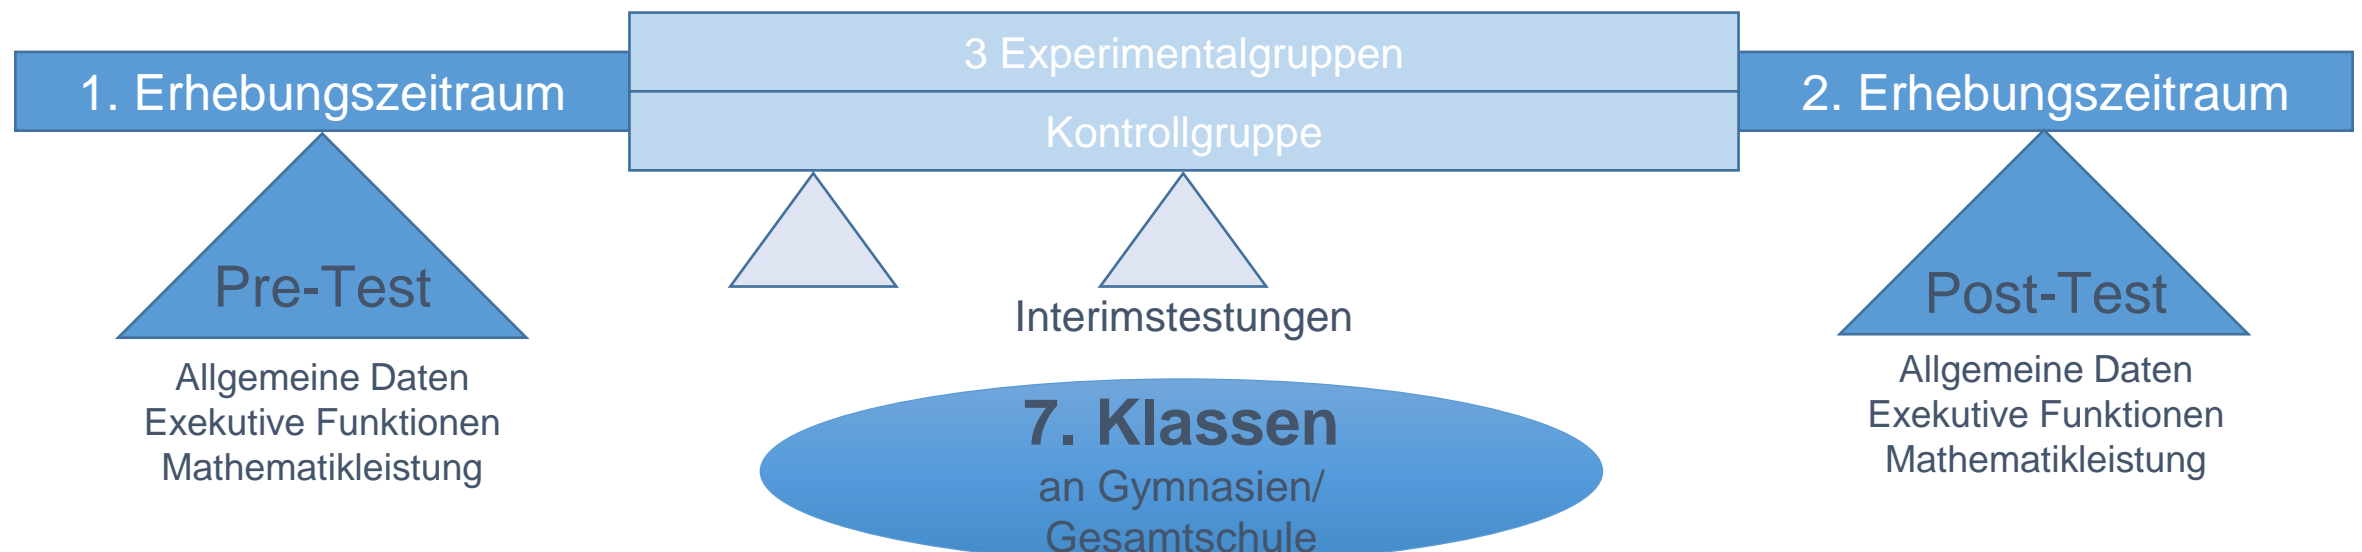 1. Erhebungszeitraum
3 Experimentalgruppen
Kontrollgruppe
2. Erhebungszeitraum
Pre-Test
Allgemeine Daten
Exekutive Funktionen
Mathematikleistung
Interimstestungen
7. Klassen
an Gymnasien/
Gesamtschule
Post-Test
Allgemeine Daten
Exekutive Funktionen
Mathematikleistung